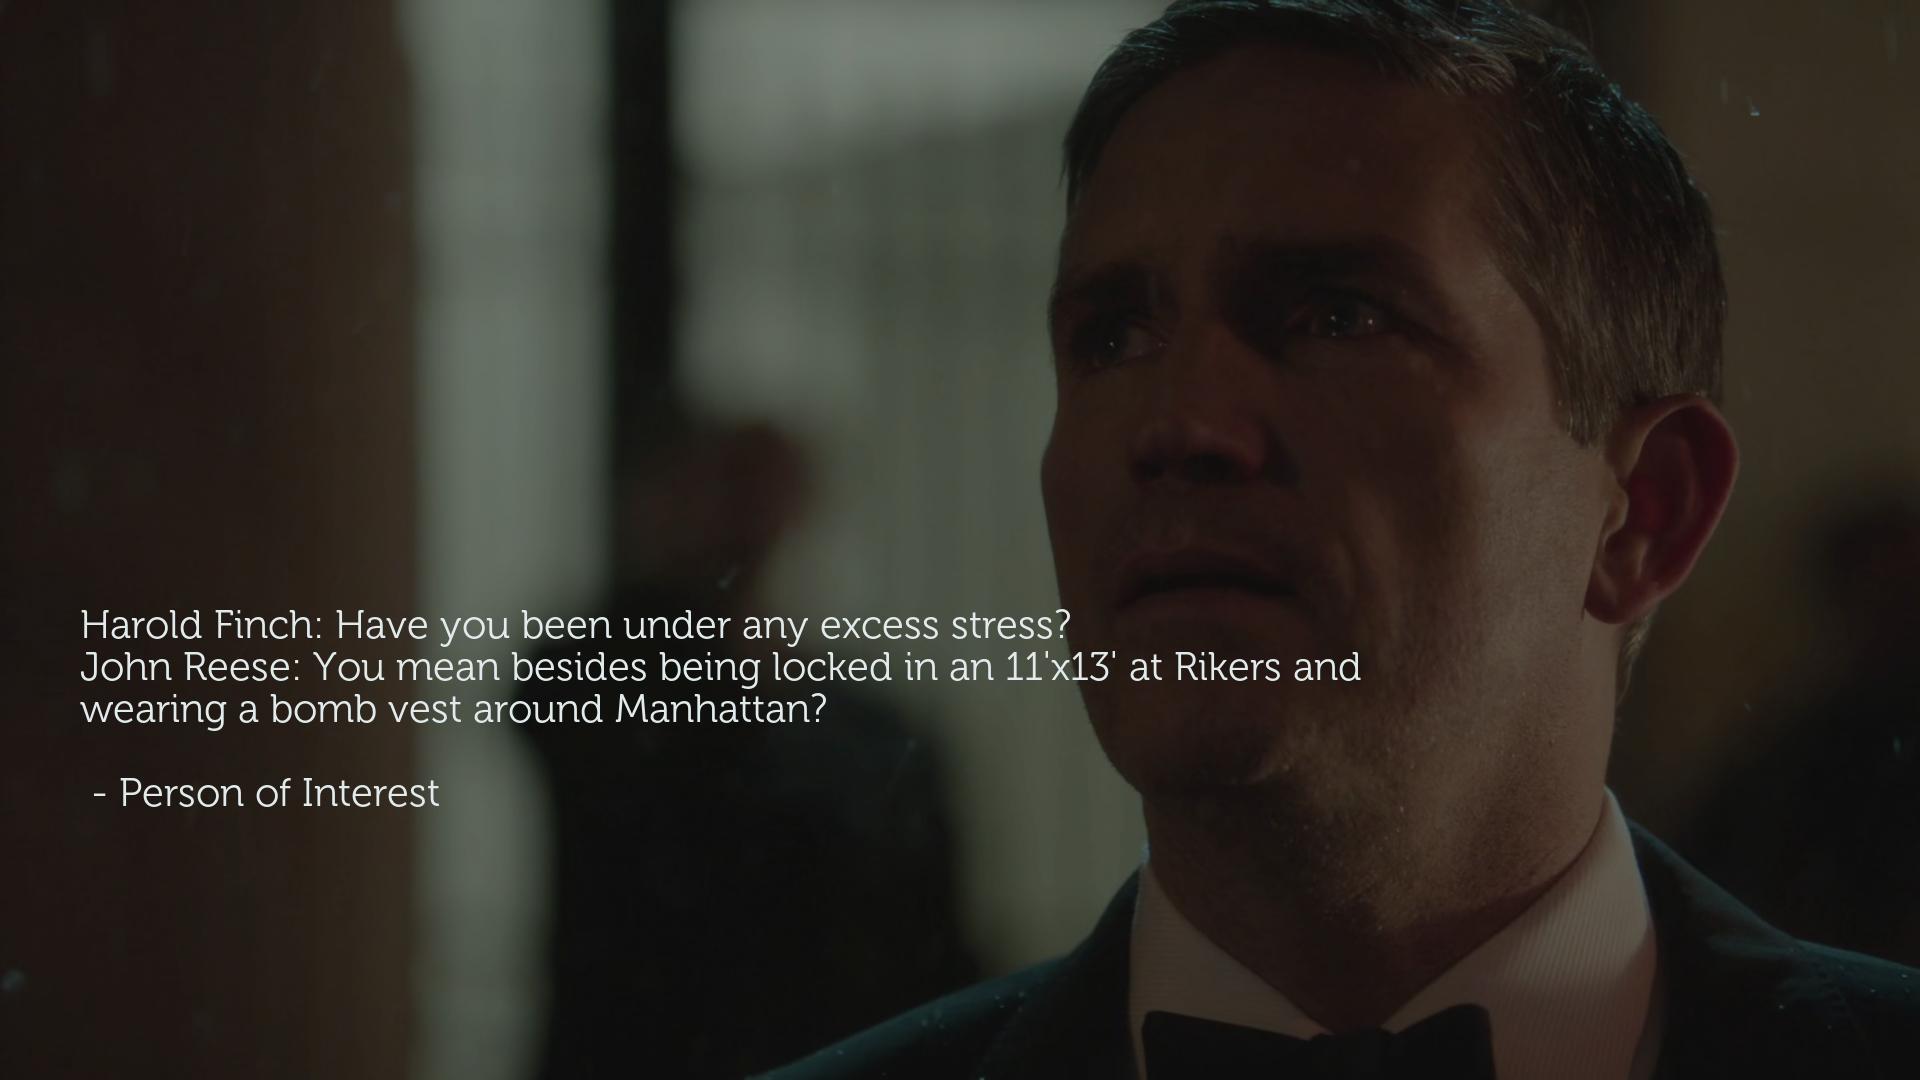 Harold Finch: Have you been under any excess stress?
John Reese: You mean besides being locked in an 11'x13' at Rikers and
wearing a bomb vest around Manhattan?
- Person of Interest